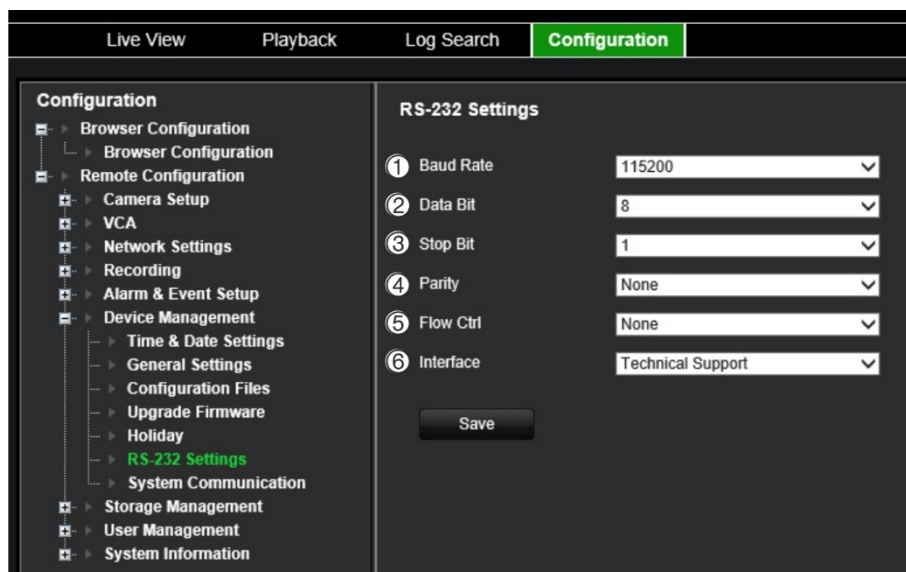 Live View Playback Log Search Configuration
Configuration
Browser Configuration
Browser Configuration
Remote Configuration
Camera Setup
VCA
Network Settings
Recording
Alarm & Event Setup
Device Management
Time & Date Settings
General Settings
Configuration Files
Upgrade Firmware
Holiday
RS-232 Settings
System Communication
Storage Management
User Management
System Information
RS-232 Settings
① Baud Rate 115200
② Data Bit 8
③ Stop Bit 1
④ Parity None
⑤ Flow Ctrl None
⑥ Interface Technical Support
Save